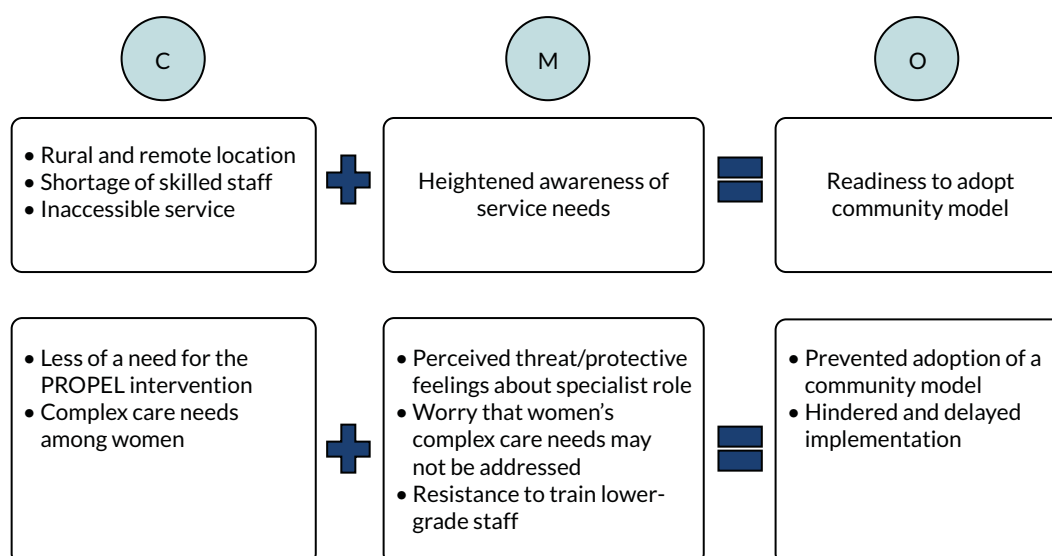 C
M
O
• Rural and remote location
• Shortage of skilled staff
• Inaccessible service
Heightened awareness of
service needs
Readiness to adopt
community model
• Less of a need for the
PROPEL intervention
• Complex care needs
among women
• Perceived threat/protective
feelings about specialist role
• Worry that women’s
complex care needs may
not be addressed
• Resistance to train lower-
grade staff
• Prevented adoption of a
community model
• Hindered and delayed
implementation